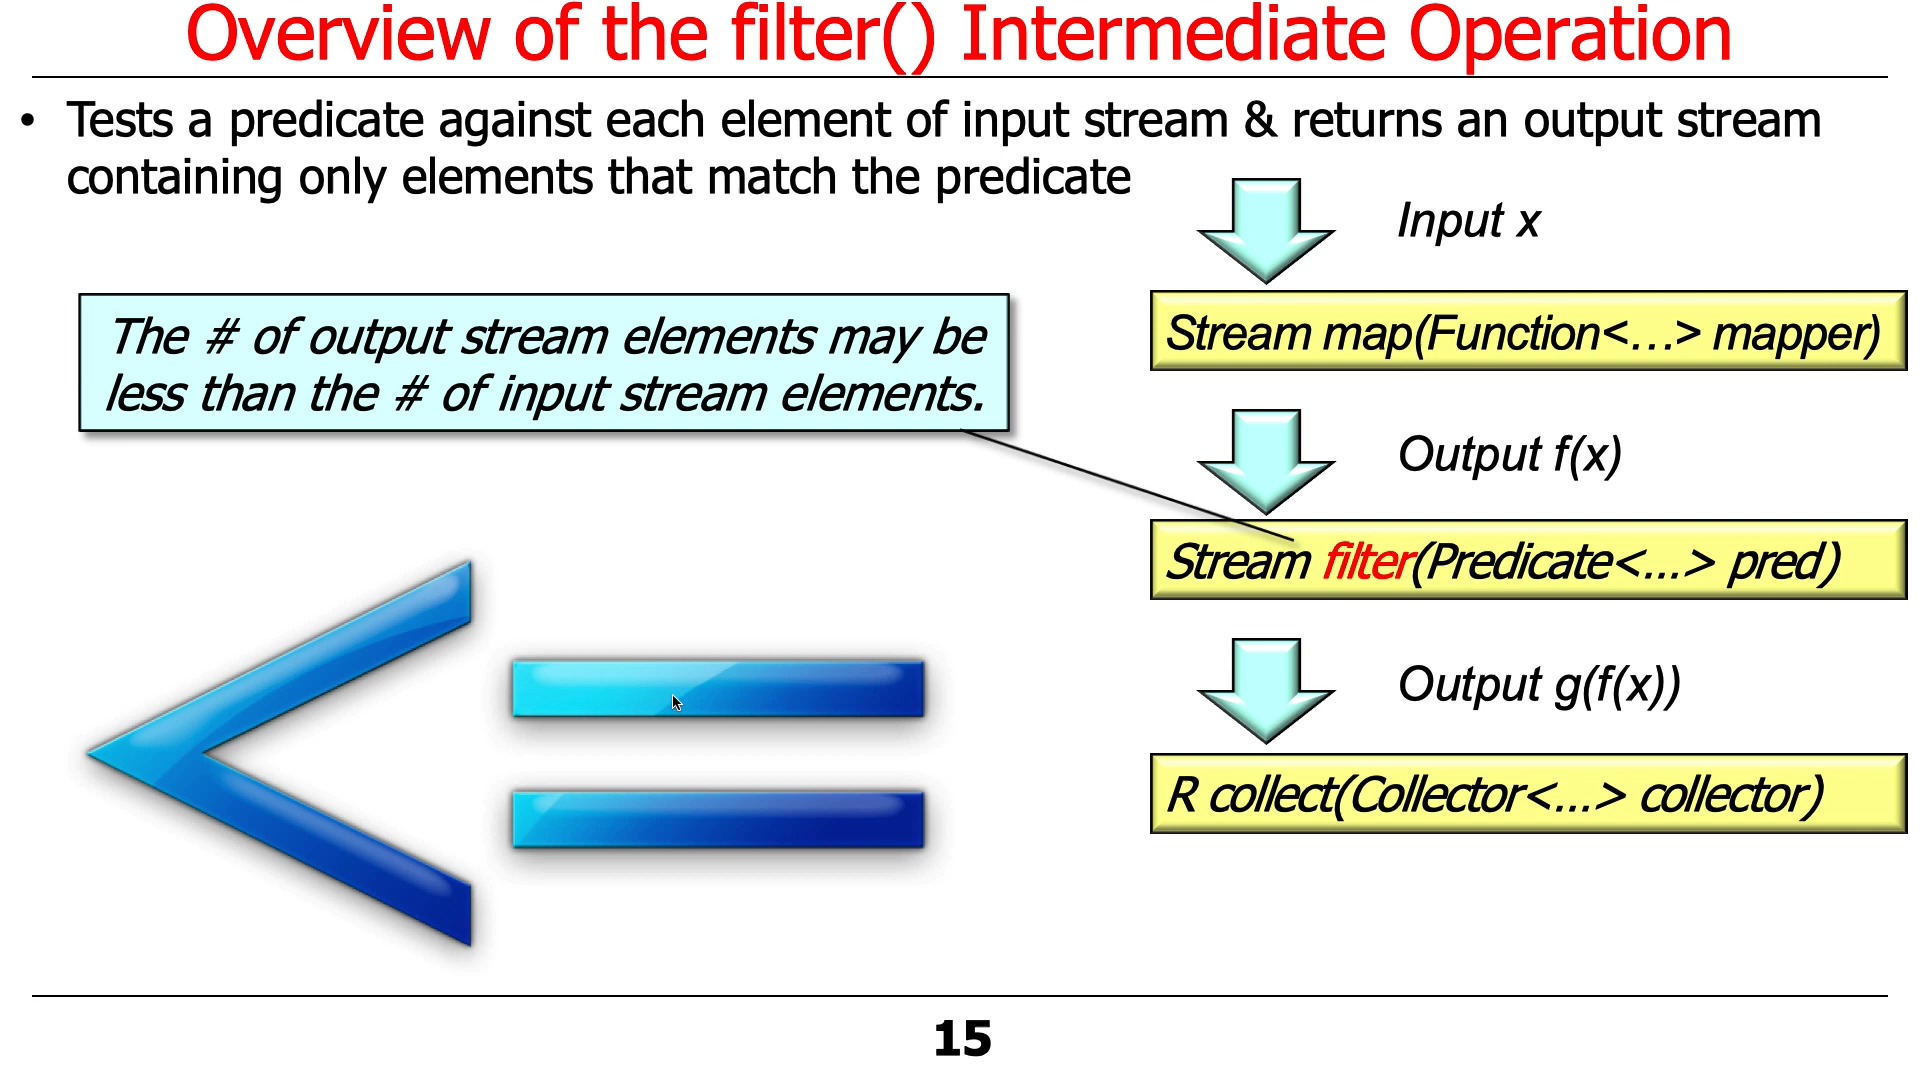 Overview of the filter() Intermediate Operation
• Tests a predicate against each element of input stream & returns an output stream
containing only elements that match the predicate
Input x
Stream map(Function<…> mapper)
The # of output stream elements may be
less than the # of input stream elements.
Output f(x)
Stream filter(Predicate<...> pred)
Output g(f(x))
R collect(Collector<...> collector)
<=
15